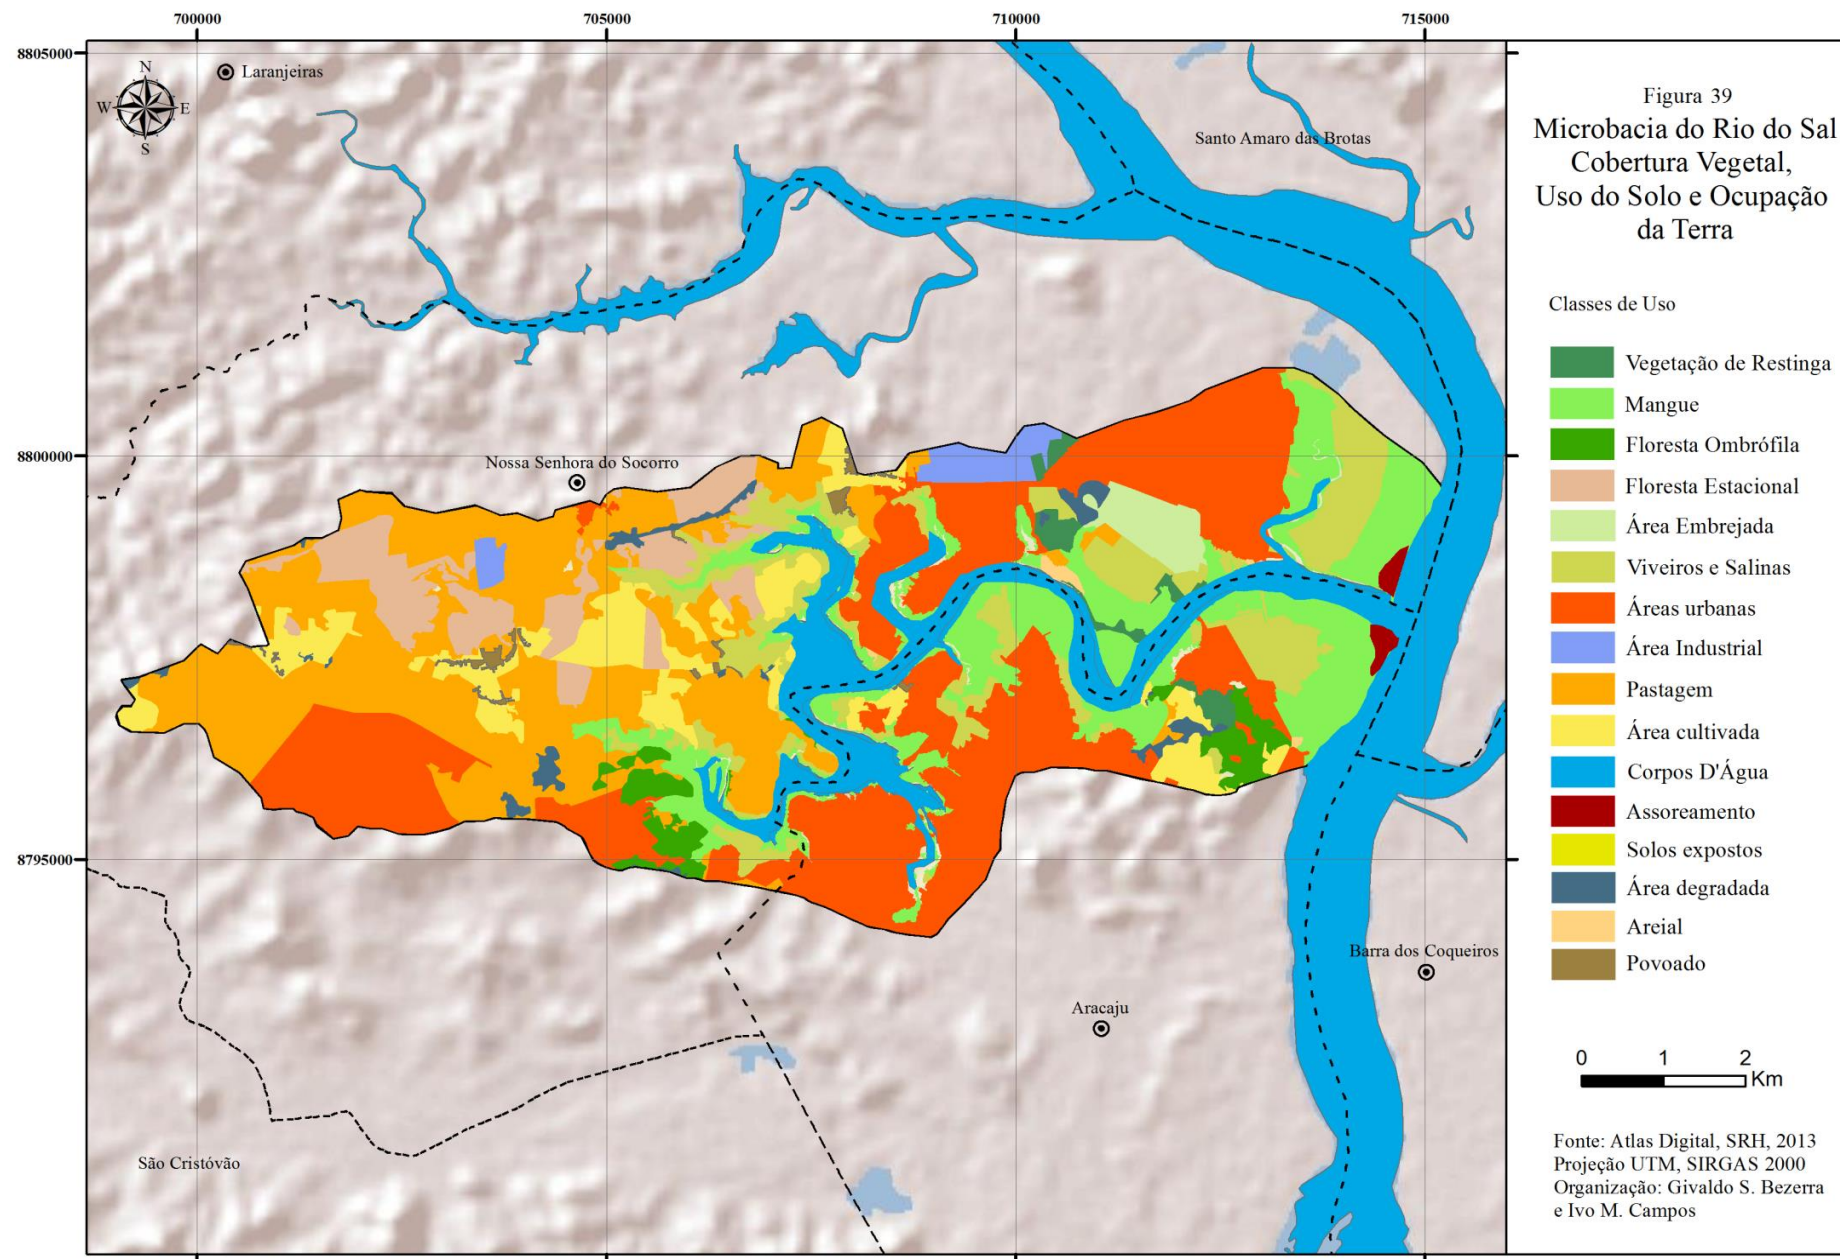 700000
705000
710000
715000
8805000
8800000
8795000
N
W
E
S
Laranjeiras
Santo Amaro das Brotas
Nossa Senhora do Socorro
Barra dos Coqueiros
Aracaju
São Cristóvão
Figura 39
Microbacia do Rio do Sal
Cobertura Vegetal,
Uso do Solo e Ocupação
da Terra
Classes de Uso
Vegetação de Restinga
Mangue
Floresta Ombrófila
Floresta Estacional
Área Embrejada
Viveiros e Salinas
Áreas urbanas
Área Industrial
Pastagem
Área cultivada
Corpos D'Água
Assoreamento
Solos expostos
Área degradada
Areial
Povoado
0 1 2
Km
Fonte: Atlas Digital, SRH, 2013
Projeção UTM, SIRGAS 2000
Organização: Givaldo S. Bezerra
e Ivo M. Campos